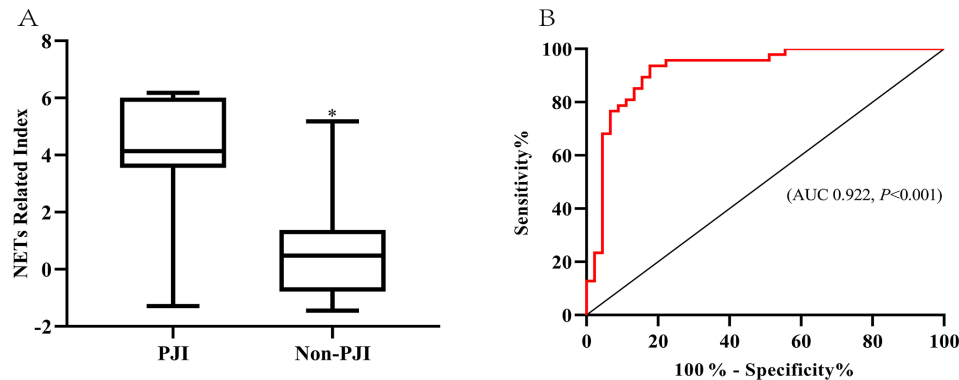 A
NETs Related Index
8
6
4
2
0
-2
*
PJI
Non-PJI
B
Sensitivity%
100
80
60
40
20
0
(AUC 0.922, P<0.001)
0
20
40
60
80
100
100 % - Specificity%